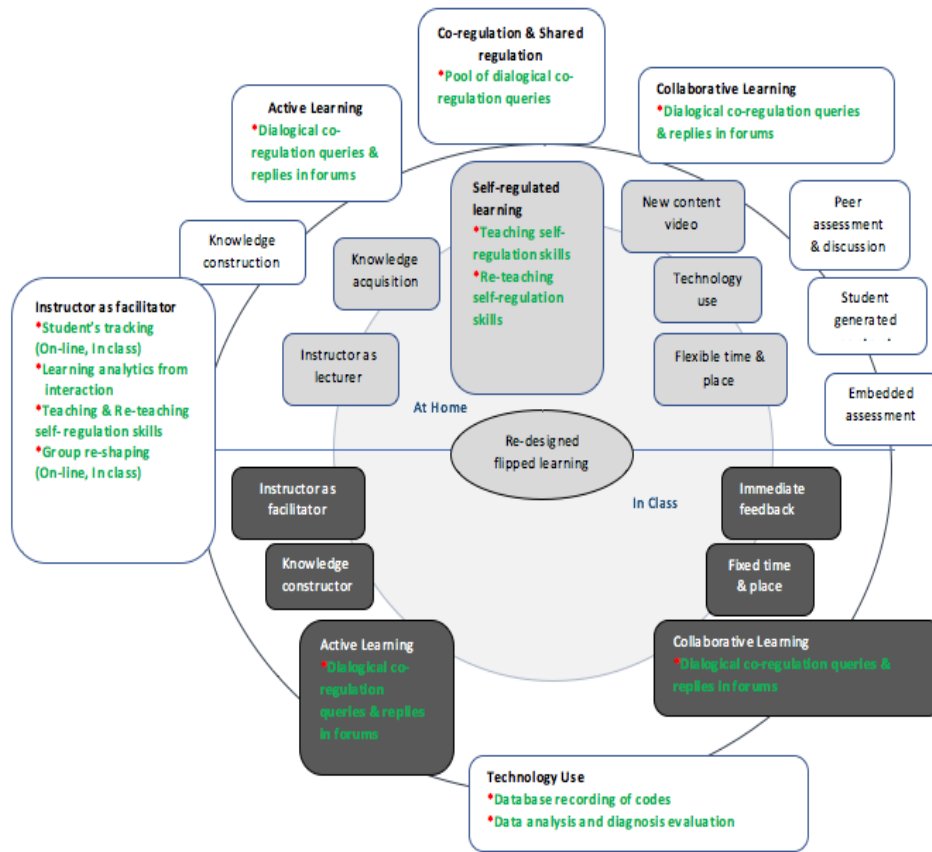 Co-regulation & Shared
regulation
*Pool of dialogical co-
regulation queries
Active Learning
*Dialogical co-
regulation queries &
replies in forums
Collaborative Learning
*Dialogical co-regulation queries
& replies in forums
Self-regulated
learning
*Teaching self-
regulation skills
*Re-teaching
self-regulation
skills
New content
video
Peer
assessment
& discussion
Knowledge
construction
Knowledge
acquisition
Technology
use
Student
generated
Instructor as facilitator
*Student's tracking
(On-line, In class)
*Learning analytics from
interaction
*Teaching & Re-teaching
self- regulation skills
*Group re-shaping
(On-line, In class)
Instructor as
lecturer
Flexible time &
place
Embedded
assessment
At Home
Re-designed
flipped learning
In Class
Instructor as
facilitator
Immediate
feedback
Knowledge
constructor
Fixed time
& place
Active Learning
*Dialogical co-
regulation
queries & replies
in forums
Collaborative Learning
*Dialogical co-regulation queries &
replies in forums
Technology Use
*Database recording of codes
*Data analysis and diagnosis evaluation